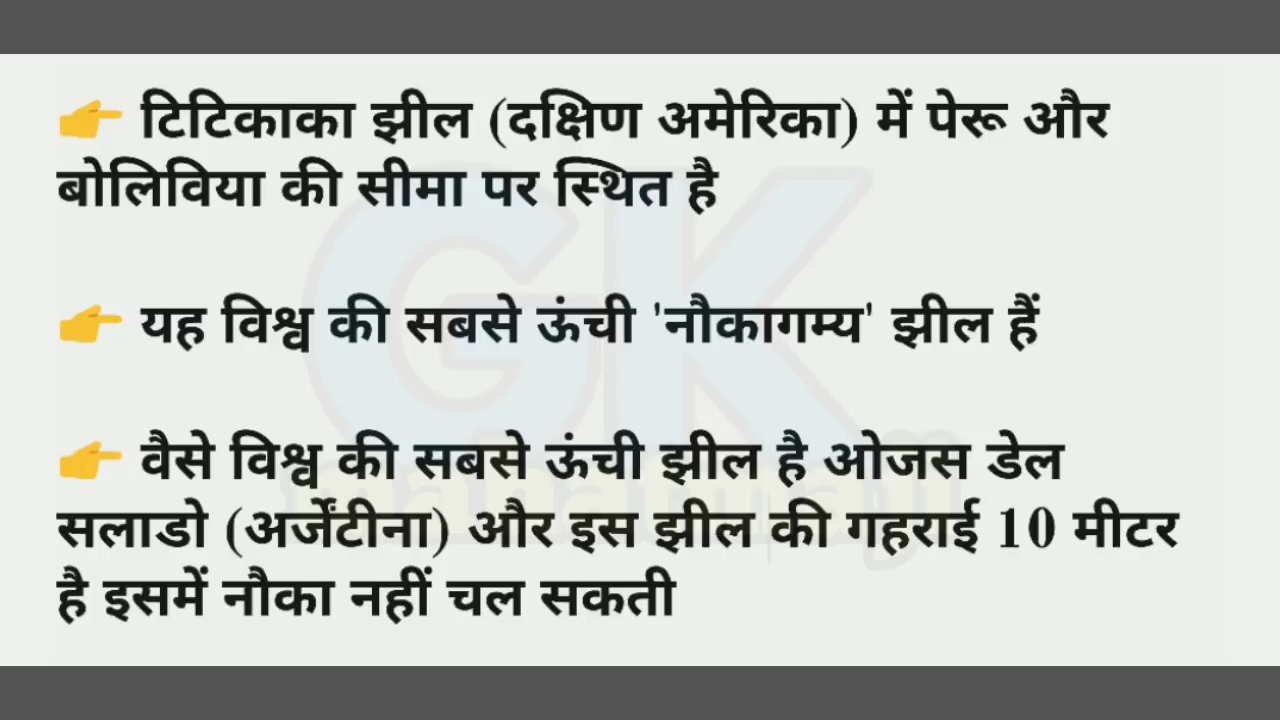 👉 टिटिकाका झील (दक्षिण अमेरिका) में पेरू और
बोलिविया की सीमा पर स्थित है
👉 यह विश्व की सबसे ऊंची 'नौकागम्य' झील हैं
👉 वैसे विश्व की सबसे ऊंची झील है ओजस डेल
सलाडो (अर्जेंटीना) और इस झील की गहराई 10 मीटर
है इसमें नौका नहीं चल सकती
GK